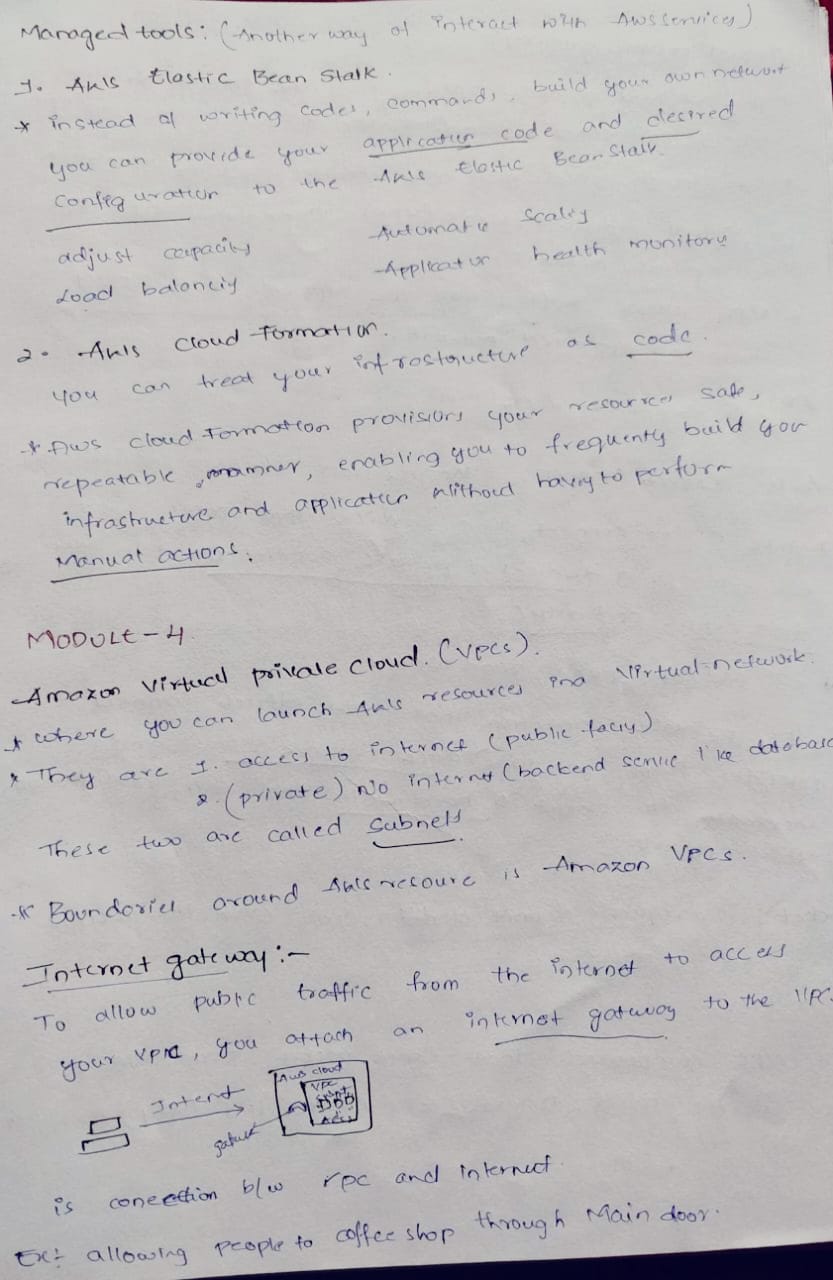 Managed tools: (Another way of interact with Aws services)
1. AWS Elastic Bean Stalk.
* instead of writing codes, commands, build your own network
you can provide your application code and desired
Configuration to the AWS Elastic Bean Stalk
adjust capacity Automatic Scaling
Load balancing Application health monitoring
2. AWS Cloud Formation.
You can treat your infrastructure as code.
* Aws cloud Formation provisions your resources safe,
repeatable manner, enabling you to frequently build your
infrastructure and application without having to perform
Manual actions.
MODULE-4
Amazon Virtual private cloud. (VPCs).
* where you can launch AWS resources in a Virtual network.
* They are 1. access to internet (public facing)
2. (private) No internet (backend service like database
These two are called Subnets
* Boundaries around AWS resource is Amazon VPCs.
Internet gateway:-
To allow public traffic from the internet to access
your VPC, you attach an internet gateway to the VPC.
Aws cloud
VPC
Internet
is coneection b/w vpc and internet.
Ex:- allowing people to coffee shop through Main door.